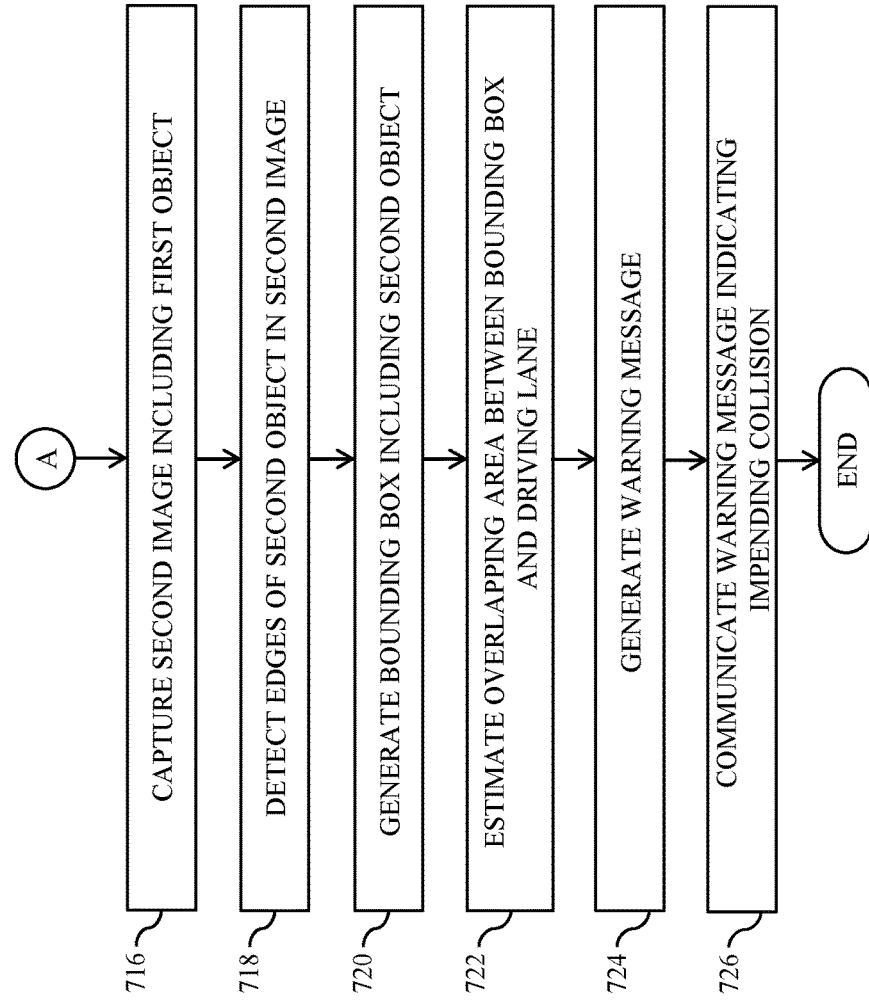 A
716
CAPTURE SECOND IMAGE INCLUDING FIRST OBJECT
718
DETECT EDGES OF SECOND OBJECT IN SECOND IMAGE
720
GENERATE BOUNDING BOX INCLUDING SECOND OBJECT
722
ESTIMATE OVERLAPPING AREA BETWEEN BOUNDING BOX
AND DRIVING LANE
724
GENERATE WARNING MESSAGE
726
COMMUNICATE WARNING MESSAGE INDICATING
IMPENDING COLLISION
END